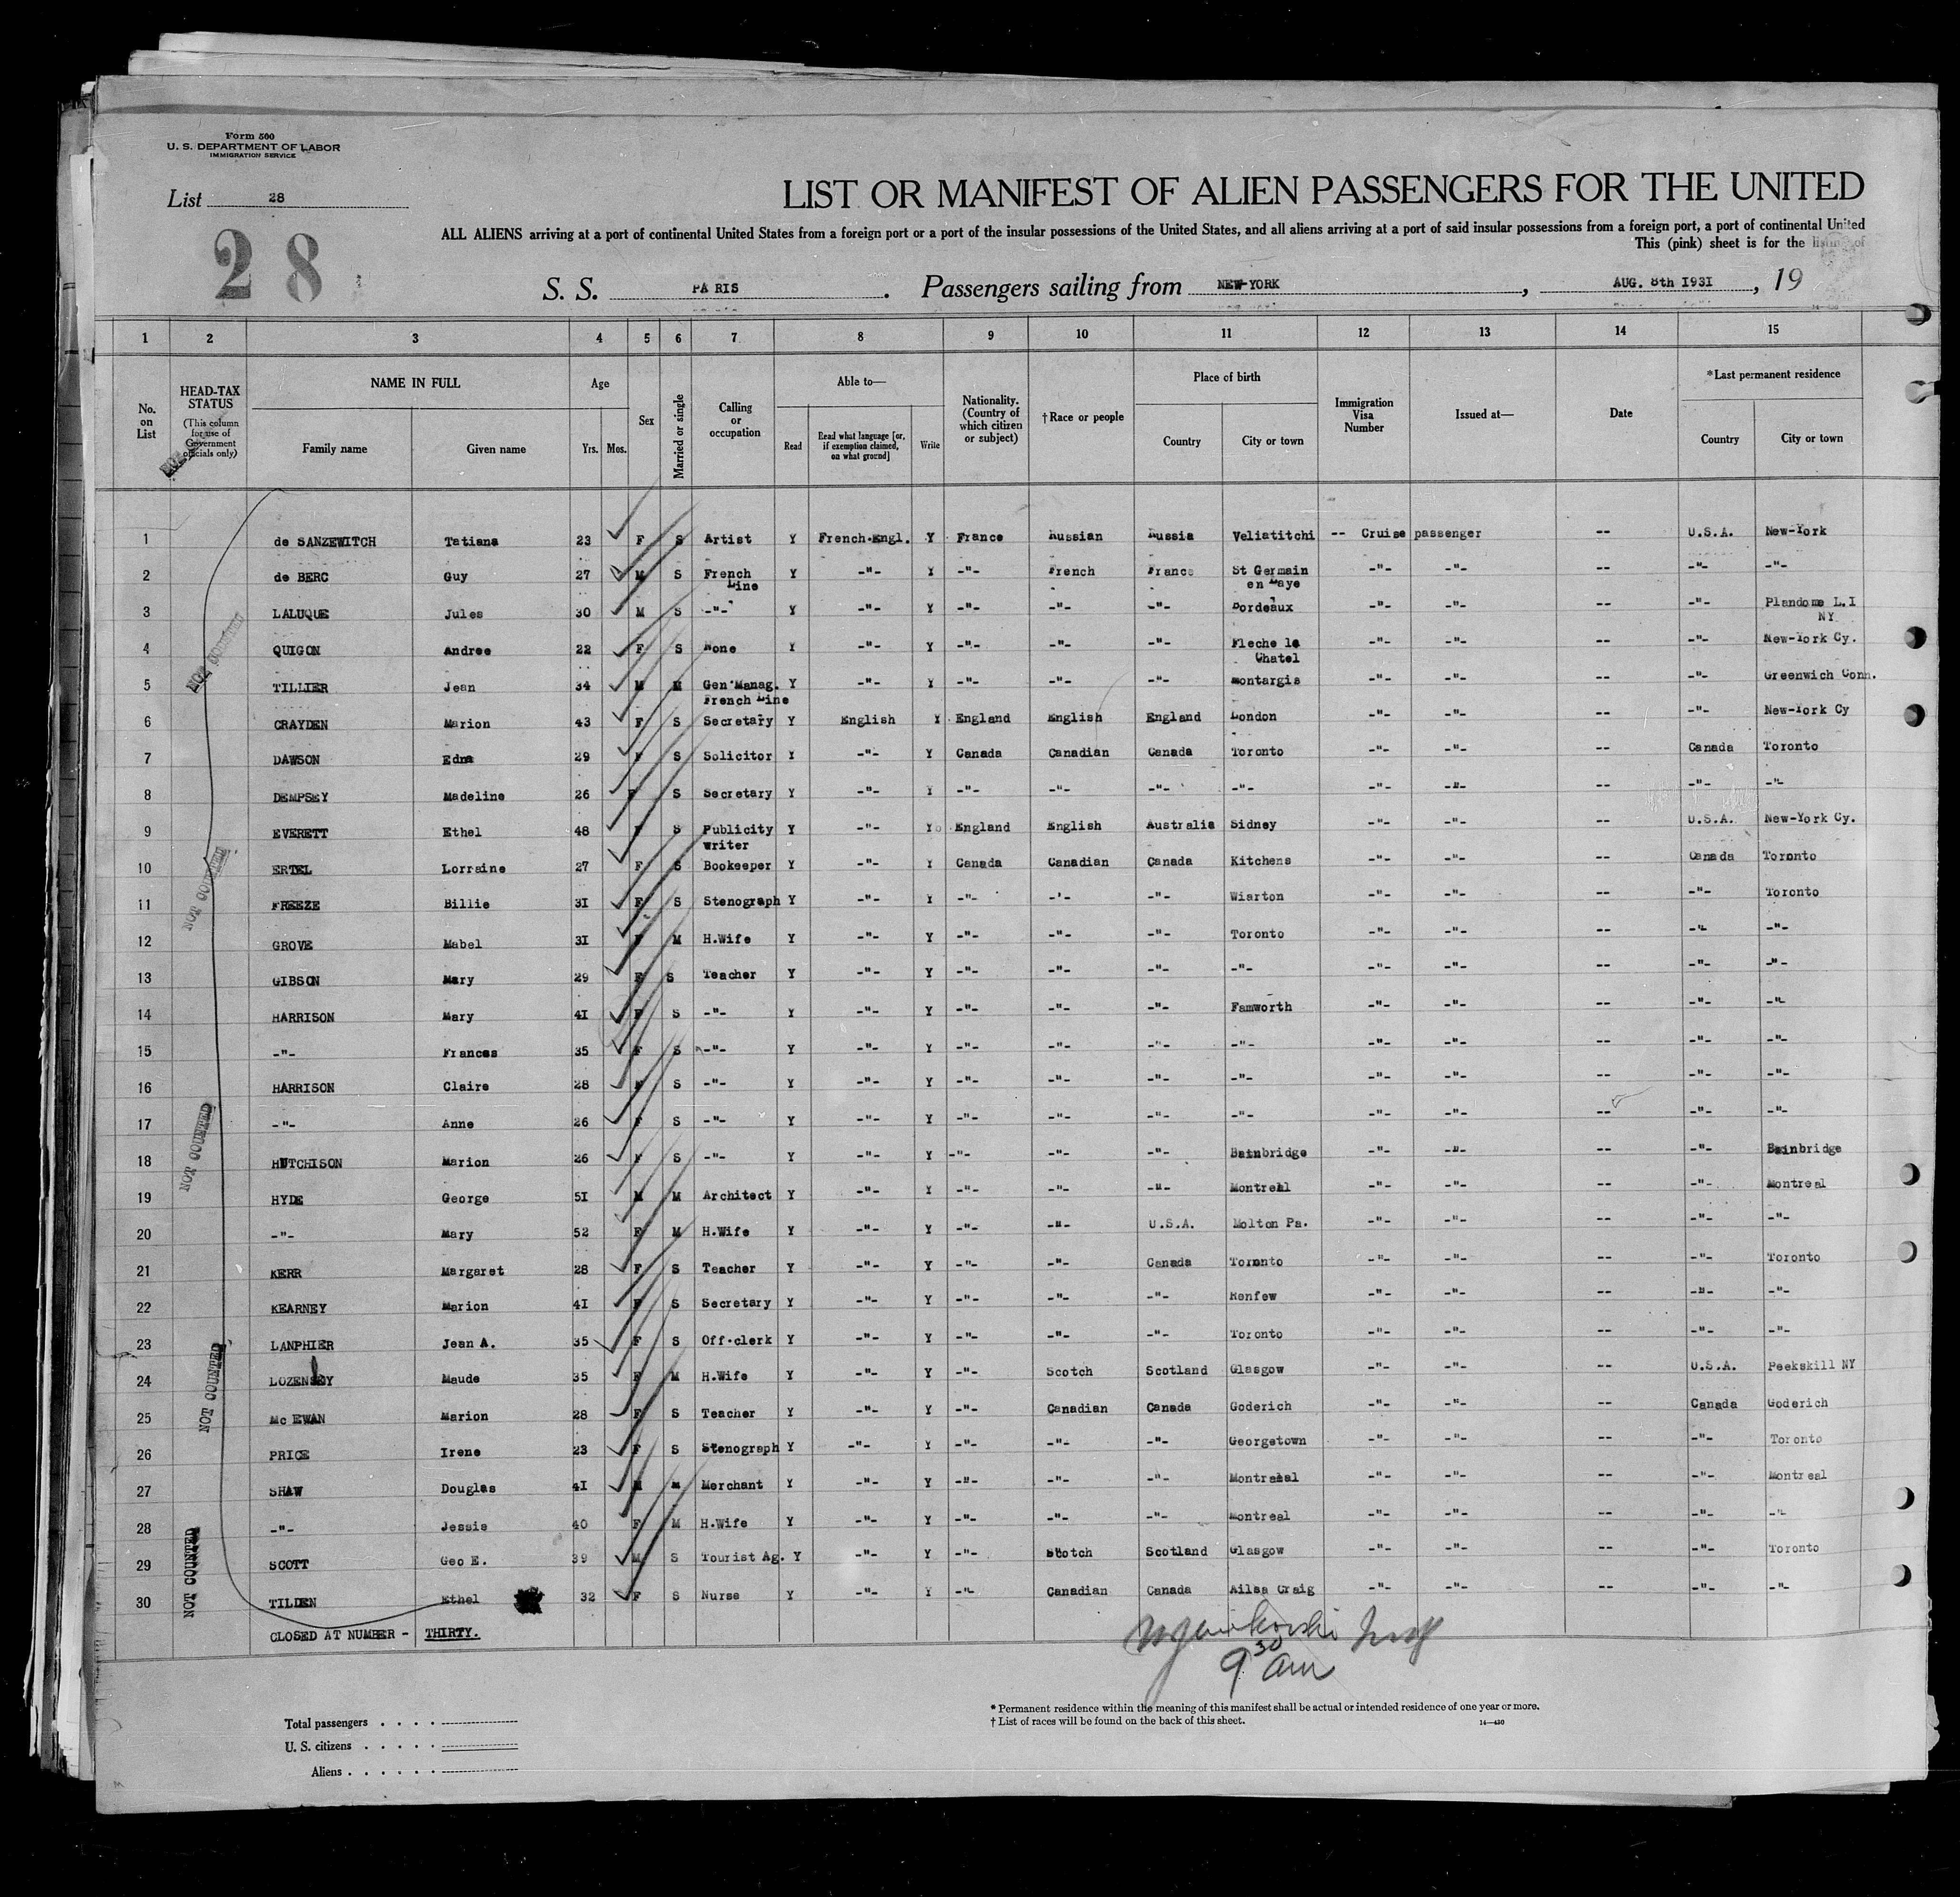 Form 500
U. S. DEPARTMENT OF LABOR
IMMIGRATION SERVICE
List 28
28
LIST OR MANIFEST OF ALIEN PASSENGERS FOR THE UNITED
ALL ALIENS arriving at a port of continental United States from a foreign port or a port of the insular possessions of the United States, and all aliens arriving at a port of said insular possessions from a foreign port, a port of continental United
This (pink) sheet is for the listing of
S. S. PARIS. Passengers sailing from NEW-YORK, AUG. 8th 1931, 19
1 2 3 4 5 6 7 8 9 10 11 12 13 14 15
No. on List
HEAD-TAX STATUS (This column for use of Government officials only)
NAME IN FULL Family name Given name
Age Yrs. Mos.
Sex
Married or single
Calling or occupation
Able to— Read Read what language [or, if exemption claimed, on what ground] Write
Nationality. (Country of which citizen or subject)
†Race or people
Place of birth Country City or town
Immigration Visa Number
Issued at—
Date
*Last permanent residence Country City or town
1 de SANZEWITCH Tatiana 23 F S Artist Y French-Engl. Y France Russian Russia Veliatitchi -- Cruise passenger -- U.S.A. New-York
2 de BERC Guy 27 M S French Line Y -"- Y -"- French France St Germain en Laye -"- -"- -- -"- -"-
3 LALUQUE Jules 30 M S -"- Y -"- Y -"- -"- -"- Bordeaux -"- -"- -- -"- Plandome L.I NY
4 QUIGON Andree 22 F S None Y -"- Y -"- -"- -"- Fleche le Chatel -"- -"- -- -"- New-York Cy.
5 TILLIER Jean 34 M M Gen Manag. French Line Y -"- Y -"- -"- -"- Montargis -"- -"- -- -"- Greenwich Conn.
6 CRAYDEN Marion 43 F S Secretary Y English Y England English England London -"- -"- -- -"- New-York Cy
7 DAWSON Edna 29 F S Solicitor Y -"- Y Canada Canadian Canada Toronto -"- -"- -- Canada Toronto
8 DEMPSEY Madeline 26 F S Secretary Y -"- Y -"- -"- -"- -"- -"- -"- -- -"- -"-
9 EVERETT Ethel 48 F S Publicity writer Y -"- Y England English Australia Sidney -"- -"- -- U.S.A. New-York Cy.
10 ERTEL Lorraine 27 F S Bookeeper Y -"- Y Canada Canadian Canada Kitchens -"- -"- -- Canada Toronto
11 FREEZE Billie 31 F S Stenograph Y -"- Y -"- -"- -"- Wiarton -"- -"- -- -"- Toronto
12 GROVE Mabel 31 F M H.Wife Y -"- Y -"- -"- -"- Toronto -"- -"- -- -"- -"-
13 GIBSON Mary 29 F S Teacher Y -"- Y -"- -"- -"- -"- -"- -"- -- -"- -"-
14 HARRISON Mary 41 F S -"- Y -"- Y -"- -"- -"- Famworth -"- -"- -- -"- -"-
15 -"- Frances 35 F S -"- Y -"- Y -"- -"- -"- -"- -"- -"- -- -"- -"-
16 HARRISON Claire 28 F S -"- Y -"- Y -"- -"- -"- -"- -"- -"- -- -"- -"-
17 -"- Anne 26 F S -"- Y -"- Y -"- -"- -"- -"- -"- -"- -- -"- -"-
18 HUTCHISON Marion 26 F S -"- Y -"- Y -"- -"- -"- Bainbridge -"- -"- -- -"- Bainbridge
19 HYDE George 51 M M Architect Y -"- Y -"- -"- -"- Montreal -"- -"- -- -"- Montreal
20 -"- Mary 52 F M H.Wife Y -"- Y -"- -"- U.S.A. Molton Pa. -"- -"- -- -"- -"-
21 KERR Margaret 28 F S Teacher Y -"- Y -"- -"- Canada Toronto -"- -"- -- -"- Toronto
22 KEARNEY Marion 41 F S Secretary Y -"- Y -"- -"- -"- Renfew -"- -"- -- -"- -"-
23 LANPHIER Jean A. 35 F S Off.clerk Y -"- Y -"- -"- -"- Toronto -"- -"- -- -"- -"-
24 Maude 35 F M H.Wife Y -"- Y -"- Scotch Scotland Glasgow -"- -"- -- U.S.A. Peekskill NY
25 Mc EWAN Marion 28 F S Teacher Y -"- Y -"- Canadian Canada Goderich -"- -"- -- Canada Goderich
26 PRICE Irene 23 F S Stenograph Y -"- Y -"- -"- -"- Georgetown -"- -"- -- -"- Toronto
27 SHAW Douglas 41 M M Merchant Y -"- Y -"- -"- -"- Montreal -"- -"- -- -"- Montreal
28 -"- Jessie 40 F M H.Wife Y -"- Y -"- -"- -"- Montreal -"- -"- -- -"- -"-
29 SCOTT Geo E. 39 M S Tourist Ag. Y -"- Y -"- Scotch Scotland Glasgow -"- -"- -- -"- Toronto
30 TILDEN Ethel 32 F S Nurse Y -"- Y -"- Canadian Canada Ailsa Craig -"- -"- -- -"- -"-
CLOSED AT NUMBER - THIRTY.
NOT COUNTED
NOT COUNTED
NOT COUNTED
NOT COUNTED
NOT COUNTED
9 30 am
* Permanent residence within the meaning of this manifest shall be actual or intended residence of one year or more.
† List of races will be found on the back of this sheet. 14—430
Total passengers . . . .
U. S. citizens . . . . .
Aliens . . . . . .